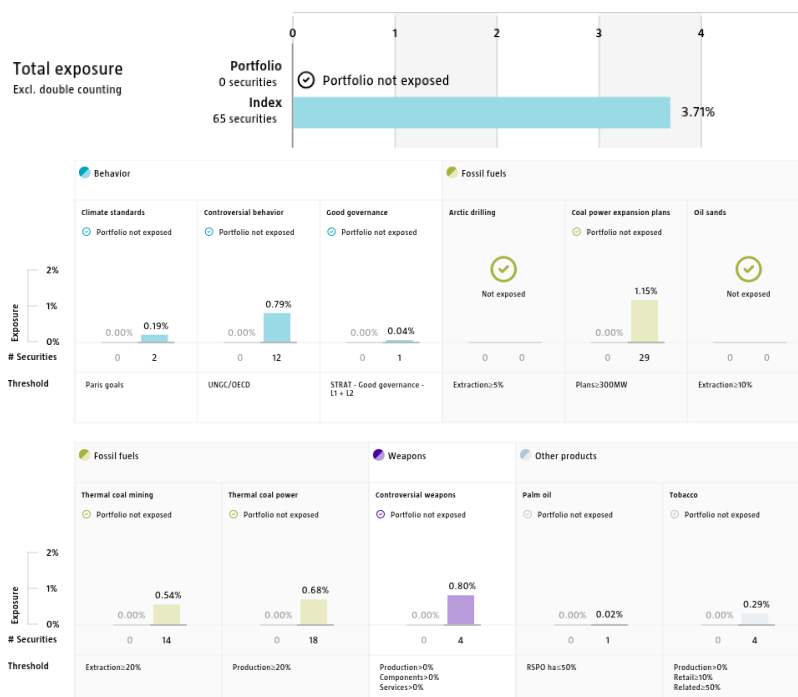 0 1 2 3 4
Total exposure
Excl. double counting
Portfolio
0 securities
Portfolio not exposed
Index
65 securities
3.71%
Behavior
Fossil fuels
Climate standards
Controversial behavior
Good governance
Arctic drilling
Coal power expansion plans
Oil sands
Portfolio not exposed
Portfolio not exposed
Portfolio not exposed
Portfolio not exposed
Exposure
2%
1%
0%
0.00% 0.19%
0.00% 0.79%
0.00% 0.04%
Not exposed
0.00% 1.15%
Not exposed
# Securities
0 2
0 12
0 1
0 0
0 29
0 0
Threshold
Paris goals
UNGC/OECD
STRAT - Good governance -
L1 + L2
Extraction≥5%
Plans≥300MW
Extraction≥10%
Fossil fuels
Weapons
Other products
Thermal coal mining
Thermal coal power
Controversial weapons
Palm oil
Tobacco
Portfolio not exposed
Portfolio not exposed
Portfolio not exposed
Portfolio not exposed
Portfolio not exposed
Exposure
2%
1%
0%
0.00% 0.54%
0.00% 0.68%
0.00% 0.80%
0.00% 0.02%
0.00% 0.29%
# Securities
0 14
0 18
0 4
0 1
0 4
Threshold
Extraction≥20%
Production≥20%
Production>0%
Components>0%
Services>0%
RSPO ha≤50%
Production>0%
Retail≥10%
Related≥50%